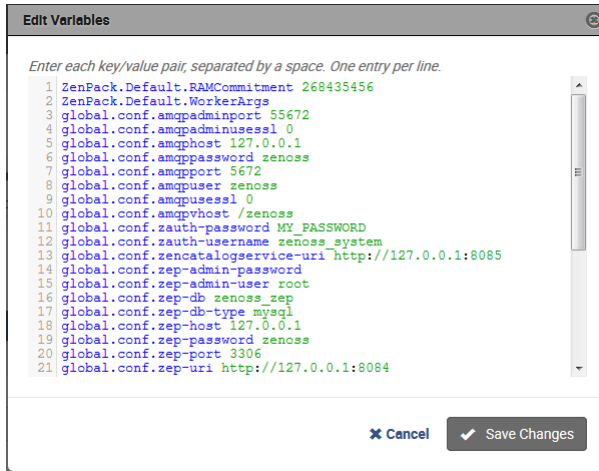 Edit Variables
Enter each key/value pair, separated by a space. One entry per line.
1 ZenPack.Default.RAMCommitment 268435456
2 ZenPack.Default.WorkerArgs
3 global.conf.amqpadminport 55672
4 global.conf.amqpadminusessl 0
5 global.conf.amqphost 127.0.0.1
6 global.conf.amqppassword zenoss
7 global.conf.amqpport 5672
8 global.conf.amqpuser zenoss
9 global.conf.amqpusessl 0
10 global.conf.amqpvhost /zenoss
11 global.conf.zauth-password MY_PASSWORD
12 global.conf.zauth-username zenoss_system
13 global.conf.zencatalogservice-uri http://127.0.0.1:8085
14 global.conf.zep-admin-password
15 global.conf.zep-admin-user root
16 global.conf.zep-db zenoss_zep
17 global.conf.zep-db-type mysql
18 global.conf.zep-host 127.0.0.1
19 global.conf.zep-password zenoss
20 global.conf.zep-port 3306
21 global.conf.zep-uri http://127.0.0.1:8084
Cancel
Save Changes